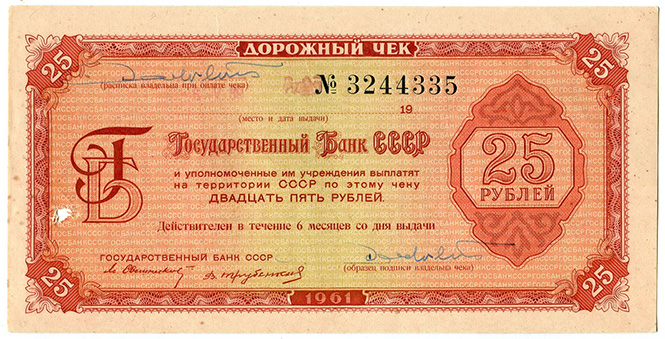 ДОРОЖНЫЙ ЧЕК
25
25
№ 3244335
(расписка владельца при оплате чека)
19
(место и дата выдачи)
ГБ
Государственный Банк СССР
и уполномоченные им учреждения выплатят
на территории СССР по этому чеку
ДВАДЦАТЬ ПЯТЬ РУБЛЕЙ.
25
РУБЛЕЙ
Действителен в течение 6 месяцев со дня выдачи
ГОСУДАРСТВЕННЫЙ БАНК СССР
(образец подписи владельца чека)
25
25
1961